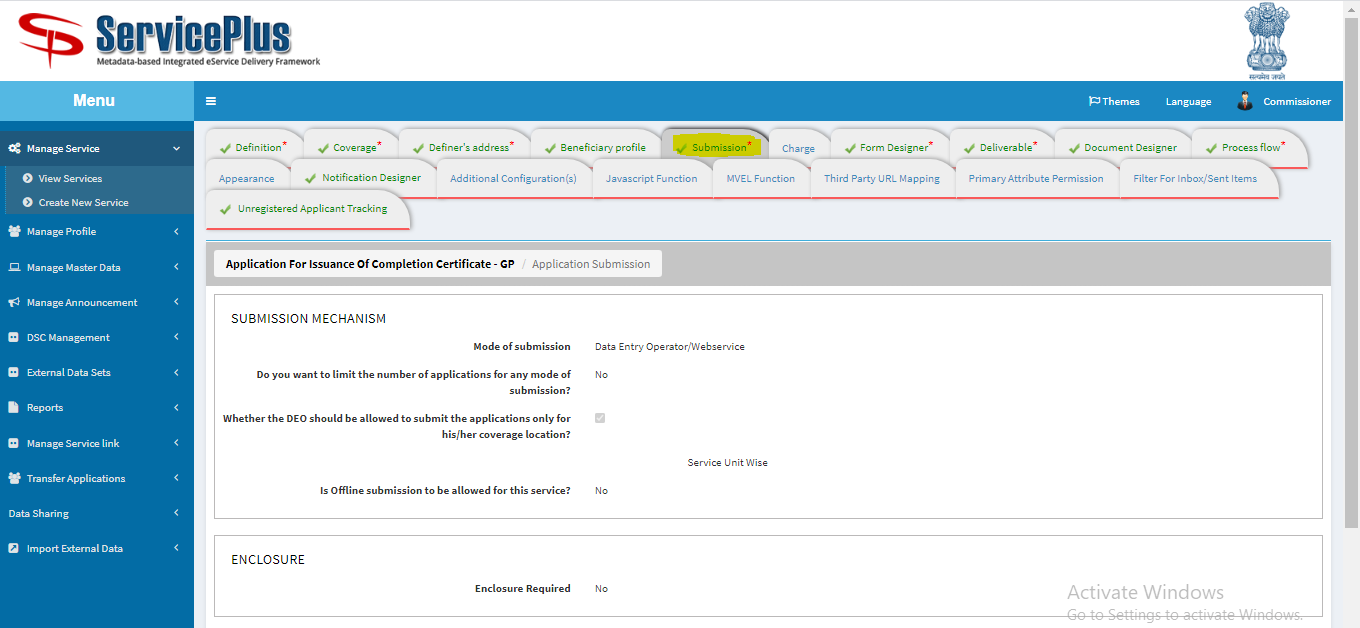 ServicePlus
Metadata-based Integrated eService Delivery Framework
सत्यमेव जयते
Menu
Themes
Language
Commissioner
Manage Service
View Services
Create New Service
Manage Profile
Manage Master Data
Manage Announcement
DSC Management
External Data Sets
Reports
Manage Service link
Transfer Applications
Data Sharing
Import External Data
Definition*
Coverage*
Definer's address*
Beneficiary profile
Submission*
Charge
Form Designer*
Deliverable*
Document Designer
Process flow*
Appearance
Notification Designer
Additional Configuration(s)
Javascript Function
MVEL Function
Third Party URL Mapping
Primary Attribute Permission
Filter For Inbox/Sent Items
Unregistered Applicant Tracking
Application For Issuance Of Completion Certificate - GP / Application Submission
SUBMISSION MECHANISM
Mode of submission Data Entry Operator/Webservice
Do you want to limit the number of applications for any mode of No
submission?
Whether the DEO should be allowed to submit the applications only for
his/her coverage location?
Service Unit Wise
Is Offline submission to be allowed for this service? No
ENCLOSURE
Enclosure Required No
Activate Windows
Go to Settings to activate Windows.